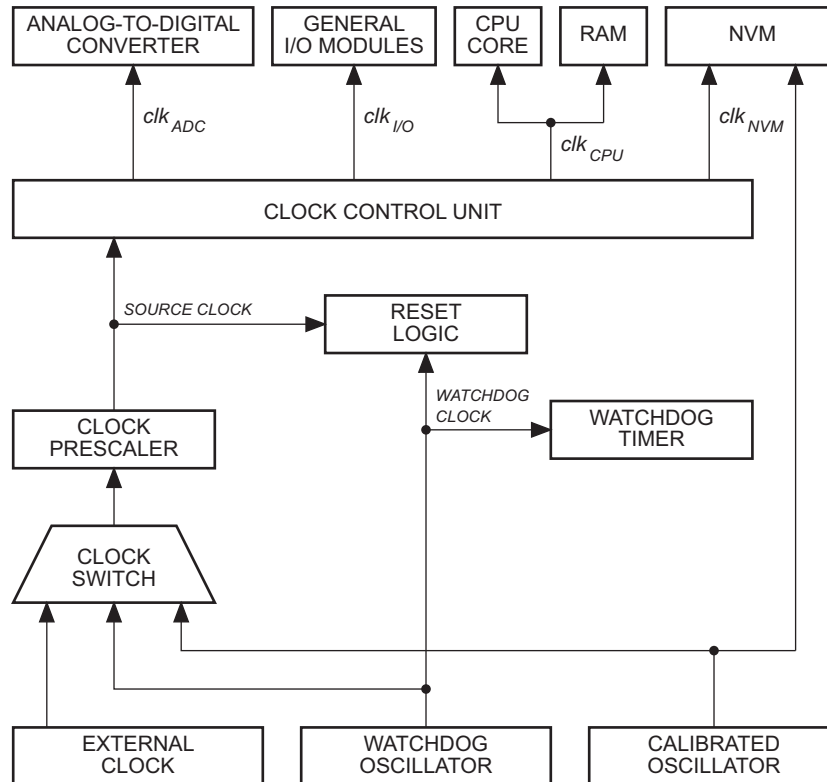 ANALOG-TO-DIGITAL
CONVERTER
GENERAL
I/O MODULES
CPU
CORE
RAM
NVM
clk ADC
clk I/O
clk CPU
clk NVM
CLOCK CONTROL UNIT
SOURCE CLOCK
RESET
LOGIC
WATCHDOG
CLOCK
WATCHDOG
TIMER
CLOCK
PRESCALER
CLOCK
SWITCH
EXTERNAL
CLOCK
WATCHDOG
OSCILLATOR
CALIBRATED
OSCILLATOR